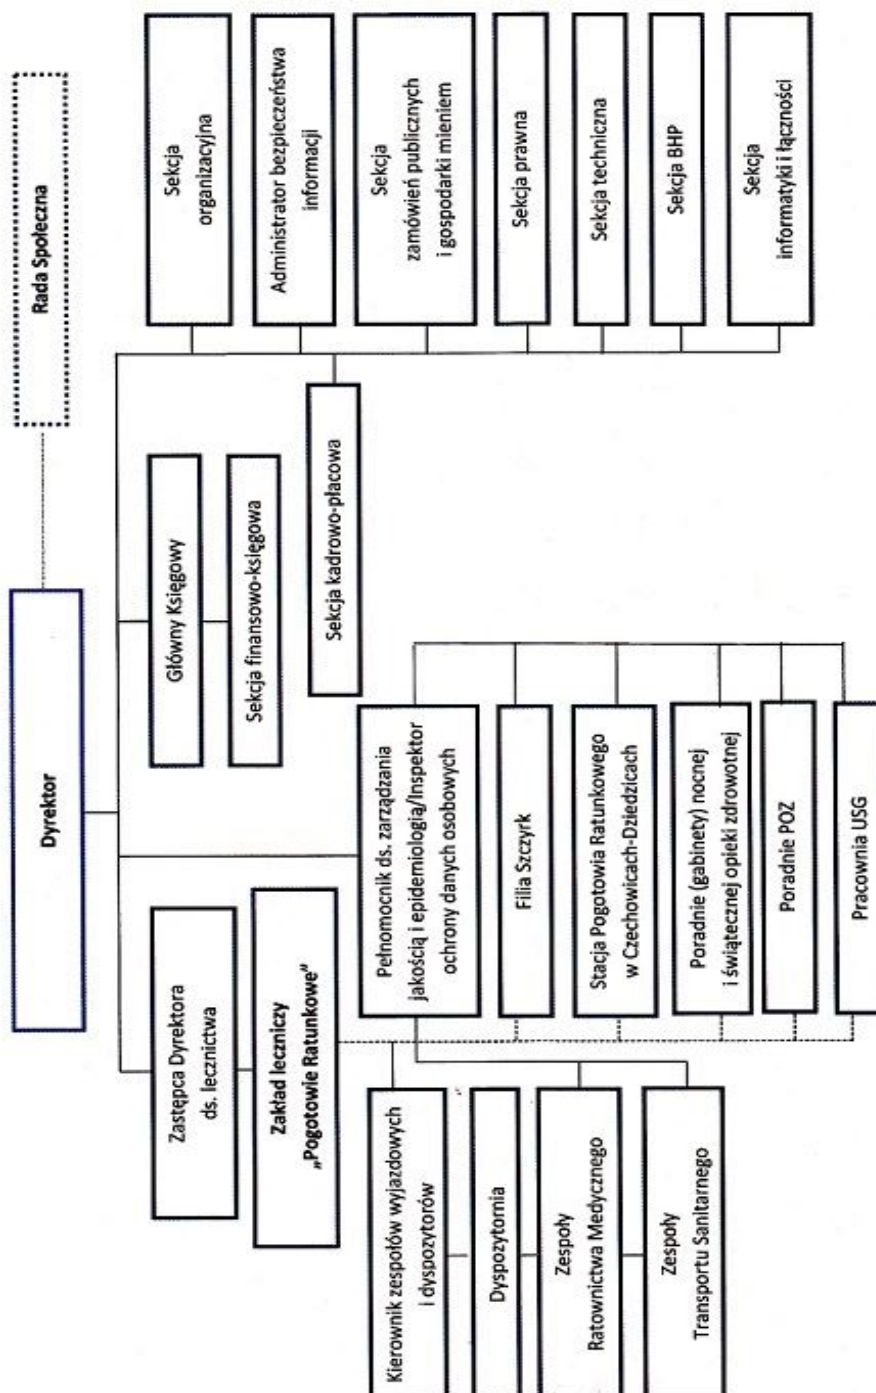 Dyrektor
Rada Społeczna
Zastępca Dyrektora
ds. lecznictwa
Zakład leczniczy
„Pogotowie Ratunkowe”
Główny Księgowy
Sekcja finansowo-księgowa
Sekcja kadrowo-płacowa
Sekcja
organizacyjna
Administrator bezpieczeństwa
informacji
Sekcja
zamówień publicznych
i gospodarki mieniem
Sekcja prawna
Sekcja techniczna
Sekcja BHP
Sekcja
informatyki i łączności
Pełnomocnik ds. zarządzania
jakością i epidemiologią/Inspektor
ochrony danych osobowych
Filia Szczyrk
Stacja Pogotowia Ratunkowego
w Czechowicach-Dziedzicach
Poradnie (gabinety) nocnej
i świątecznej opieki zdrowotnej
Poradnie POZ
Pracownia USG
Kierownik zespołów wyjazdowych
i dyspozytorów
Dyspozytornia
Zespoły
Ratownictwa Medycznego
Zespoły
Transportu Sanitarnego